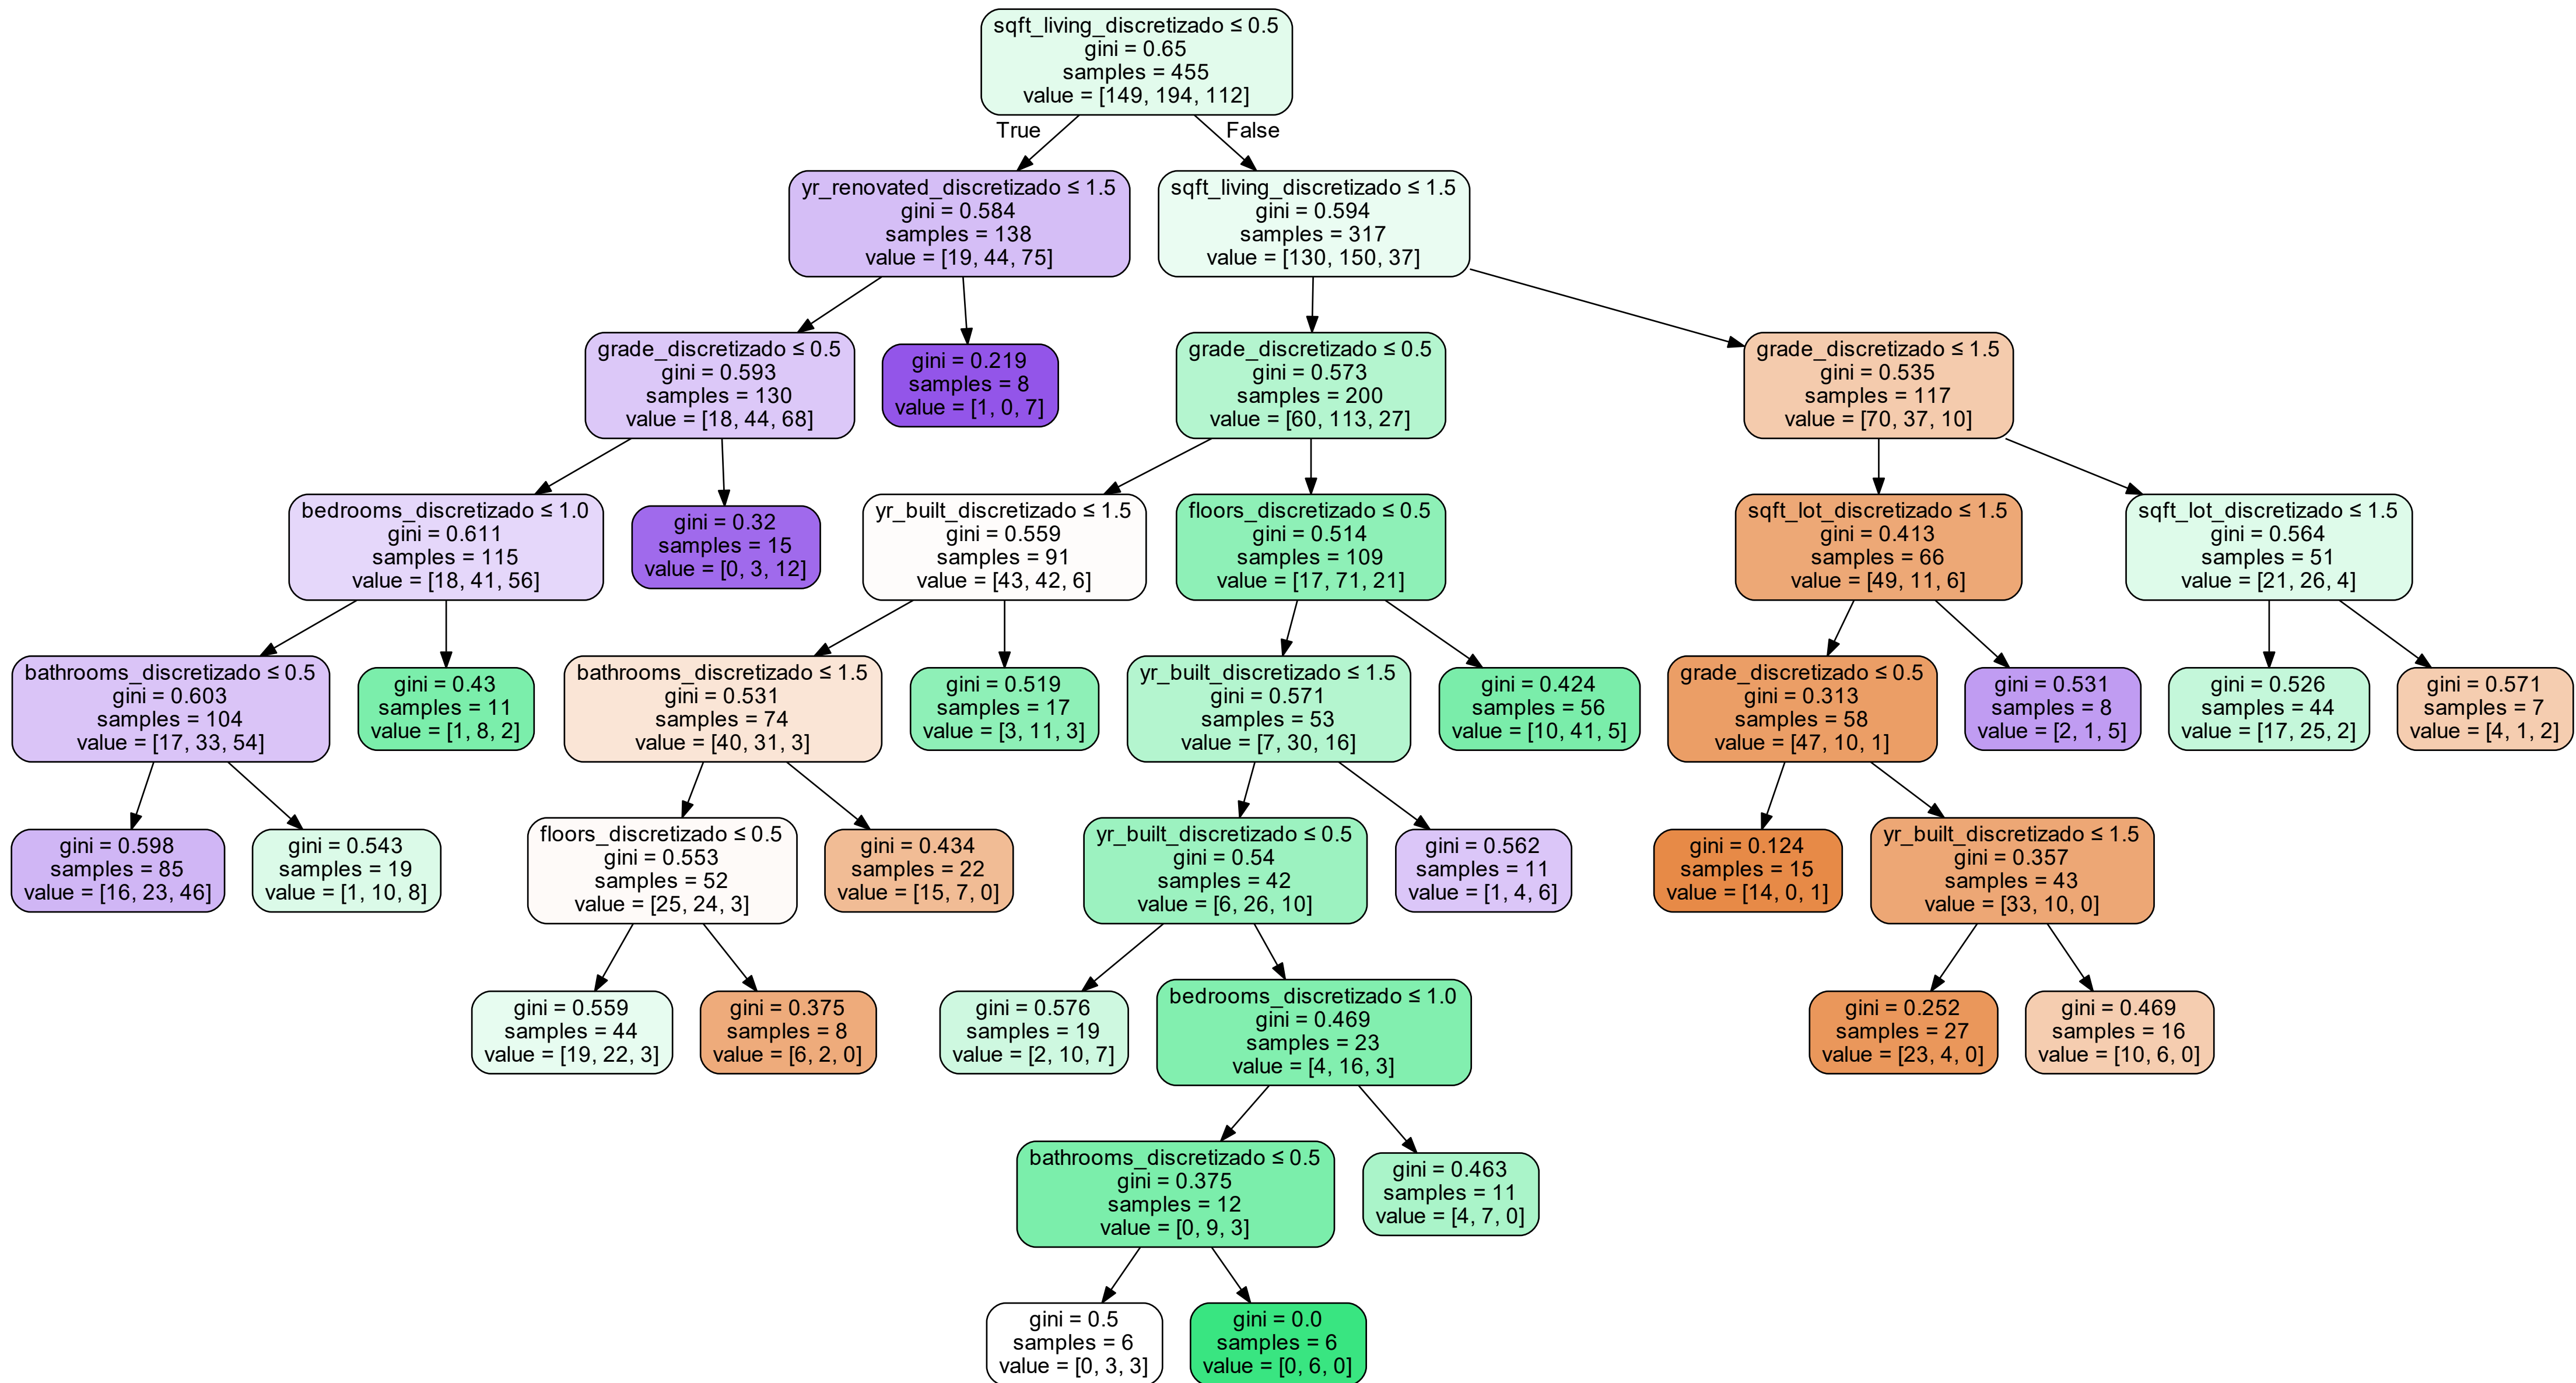 sqft_living_discretizado ≤ 0.5
gini = 0.65
samples = 455
value = [149, 194, 112]
True
False
yr_renovated_discretizado ≤ 1.5
gini = 0.584
samples = 138
value = [19, 44, 75]
sqft_living_discretizado ≤ 1.5
gini = 0.594
samples = 317
value = [130, 150, 37]
grade_discretizado ≤ 0.5
gini = 0.593
samples = 130
value = [18, 44, 68]
gini = 0.219
samples = 8
value = [1, 0, 7]
grade_discretizado ≤ 0.5
gini = 0.573
samples = 200
value = [60, 113, 27]
grade_discretizado ≤ 1.5
gini = 0.535
samples = 117
value = [70, 37, 10]
bedrooms_discretizado ≤ 1.0
gini = 0.611
samples = 115
value = [18, 41, 56]
gini = 0.32
samples = 15
value = [0, 3, 12]
yr_built_discretizado ≤ 1.5
gini = 0.559
samples = 91
value = [43, 42, 6]
floors_discretizado ≤ 0.5
gini = 0.514
samples = 109
value = [17, 71, 21]
sqft_lot_discretizado ≤ 1.5
gini = 0.413
samples = 66
value = [49, 11, 6]
sqft_lot_discretizado ≤ 1.5
gini = 0.564
samples = 51
value = [21, 26, 4]
bathrooms_discretizado ≤ 0.5
gini = 0.603
samples = 104
value = [17, 33, 54]
gini = 0.43
samples = 11
value = [1, 8, 2]
bathrooms_discretizado ≤ 1.5
gini = 0.531
samples = 74
value = [40, 31, 3]
gini = 0.519
samples = 17
value = [3, 11, 3]
yr_built_discretizado ≤ 1.5
gini = 0.571
samples = 53
value = [7, 30, 16]
gini = 0.424
samples = 56
value = [10, 41, 5]
grade_discretizado ≤ 0.5
gini = 0.313
samples = 58
value = [47, 10, 1]
gini = 0.531
samples = 8
value = [2, 1, 5]
gini = 0.526
samples = 44
value = [17, 25, 2]
gini = 0.571
samples = 7
value = [4, 1, 2]
gini = 0.598
samples = 85
value = [16, 23, 46]
gini = 0.543
samples = 19
value = [1, 10, 8]
floors_discretizado ≤ 0.5
gini = 0.553
samples = 52
value = [25, 24, 3]
gini = 0.434
samples = 22
value = [15, 7, 0]
yr_built_discretizado ≤ 0.5
gini = 0.54
samples = 42
value = [6, 26, 10]
gini = 0.562
samples = 11
value = [1, 4, 6]
gini = 0.124
samples = 15
value = [14, 0, 1]
yr_built_discretizado ≤ 1.5
gini = 0.357
samples = 43
value = [33, 10, 0]
gini = 0.559
samples = 44
value = [19, 22, 3]
gini = 0.375
samples = 8
value = [6, 2, 0]
gini = 0.576
samples = 19
value = [2, 10, 7]
bedrooms_discretizado ≤ 1.0
gini = 0.469
samples = 23
value = [4, 16, 3]
gini = 0.252
samples = 27
value = [23, 4, 0]
gini = 0.469
samples = 16
value = [10, 6, 0]
bathrooms_discretizado ≤ 0.5
gini = 0.375
samples = 12
value = [0, 9, 3]
gini = 0.463
samples = 11
value = [4, 7, 0]
gini = 0.5
samples = 6
value = [0, 3, 3]
gini = 0.0
samples = 6
value = [0, 6, 0]